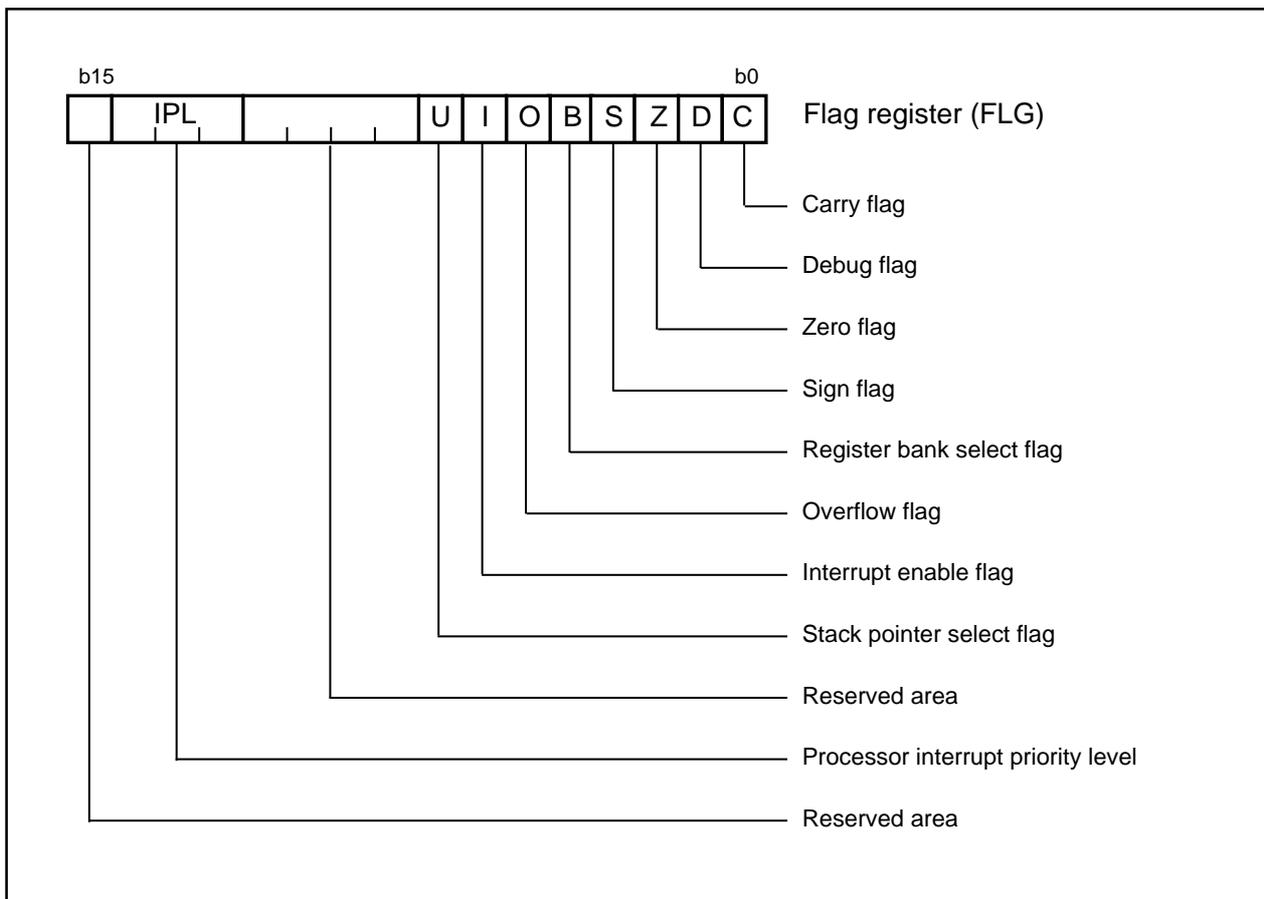 b15 b0
IPL U I O B S Z D C Flag register (FLG)
Carry flag
Debug flag
Zero flag
Sign flag
Register bank select flag
Overflow flag
Interrupt enable flag
Stack pointer select flag
Reserved area
Processor interrupt priority level
Reserved area